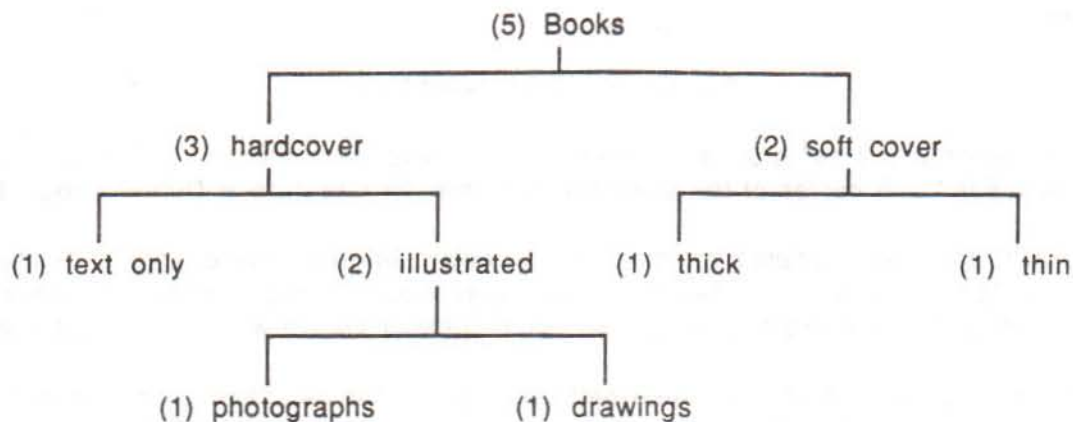 (5) Books
(3) hardcover (2) soft cover
(1) text only (2) illustrated (1) thick (1) thin
(1) photographs (1) drawings